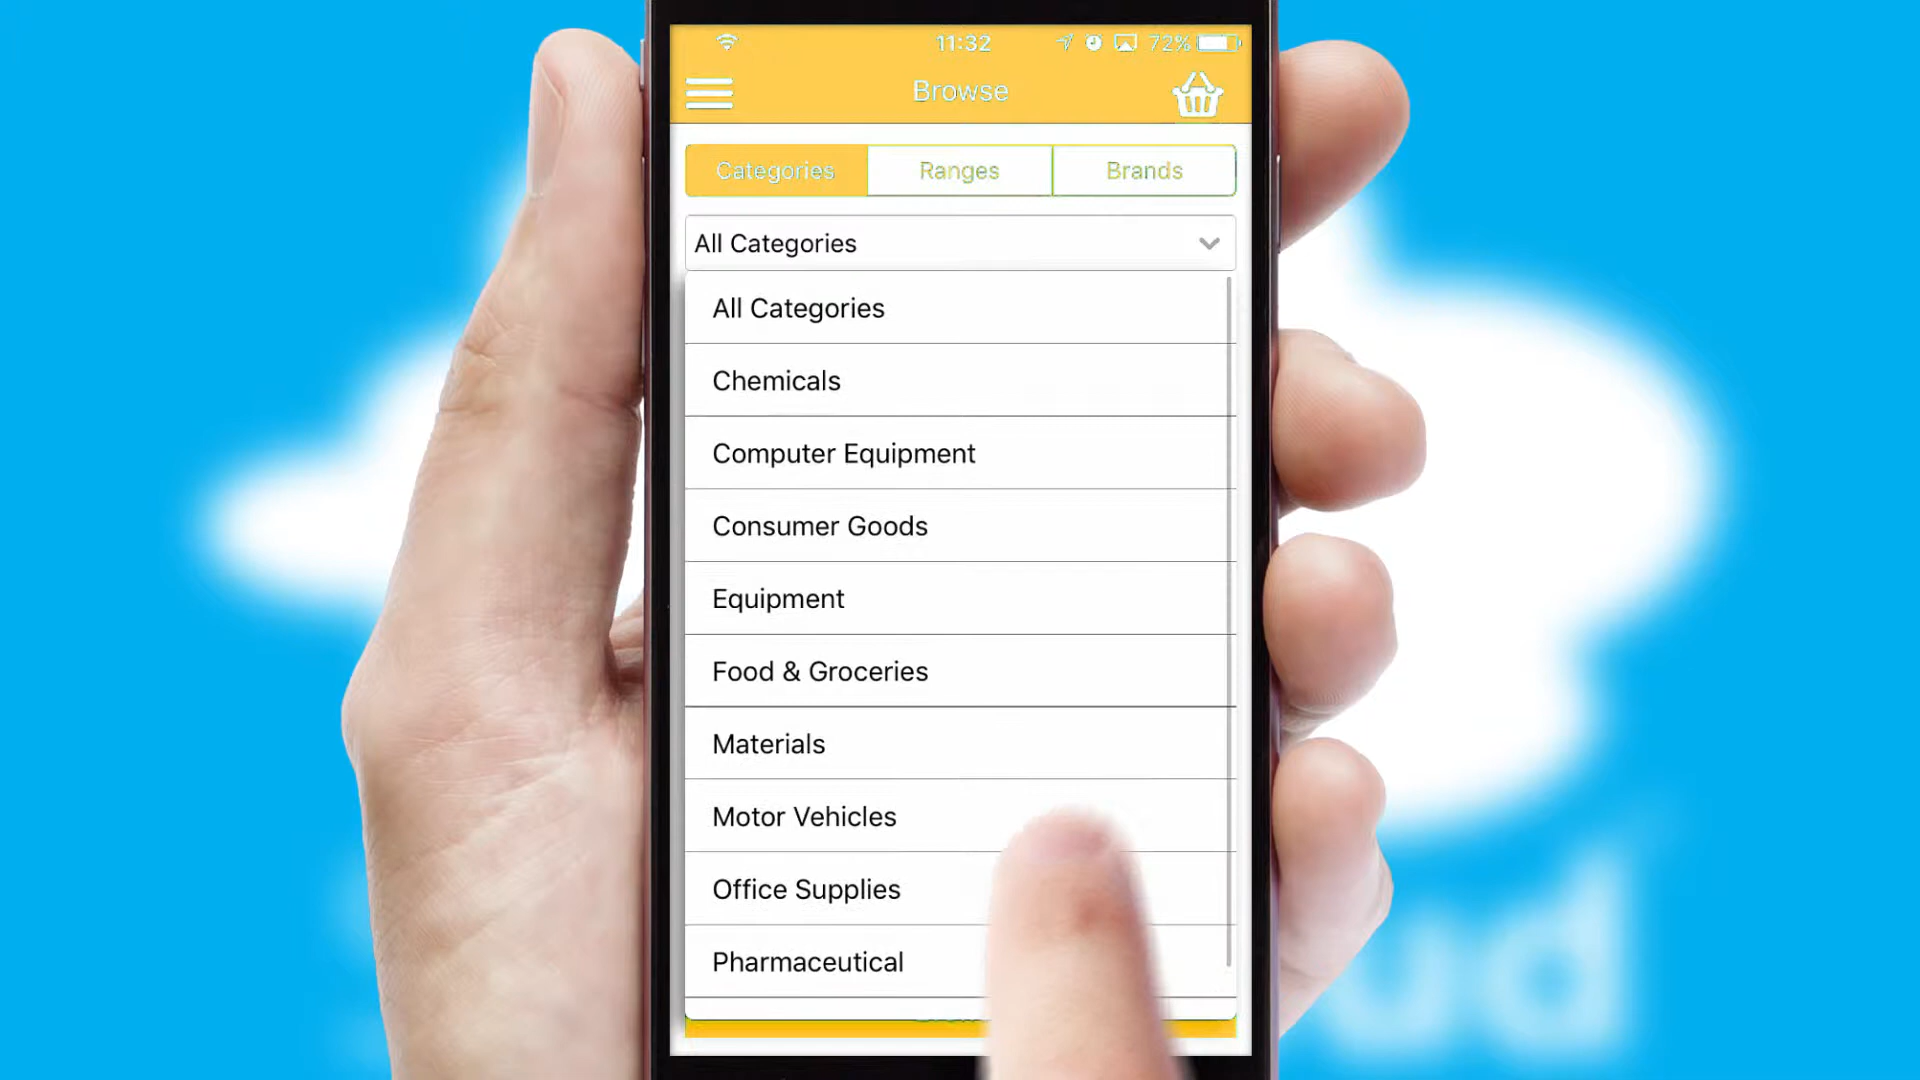 11:32 72%
Browse
Categories Ranges Brands
All Categories
All Categories
Chemicals
Computer Equipment
Consumer Goods
Equipment
Food & Groceries
Materials
Motor Vehicles
Office Supplies
Pharmaceutical
ud